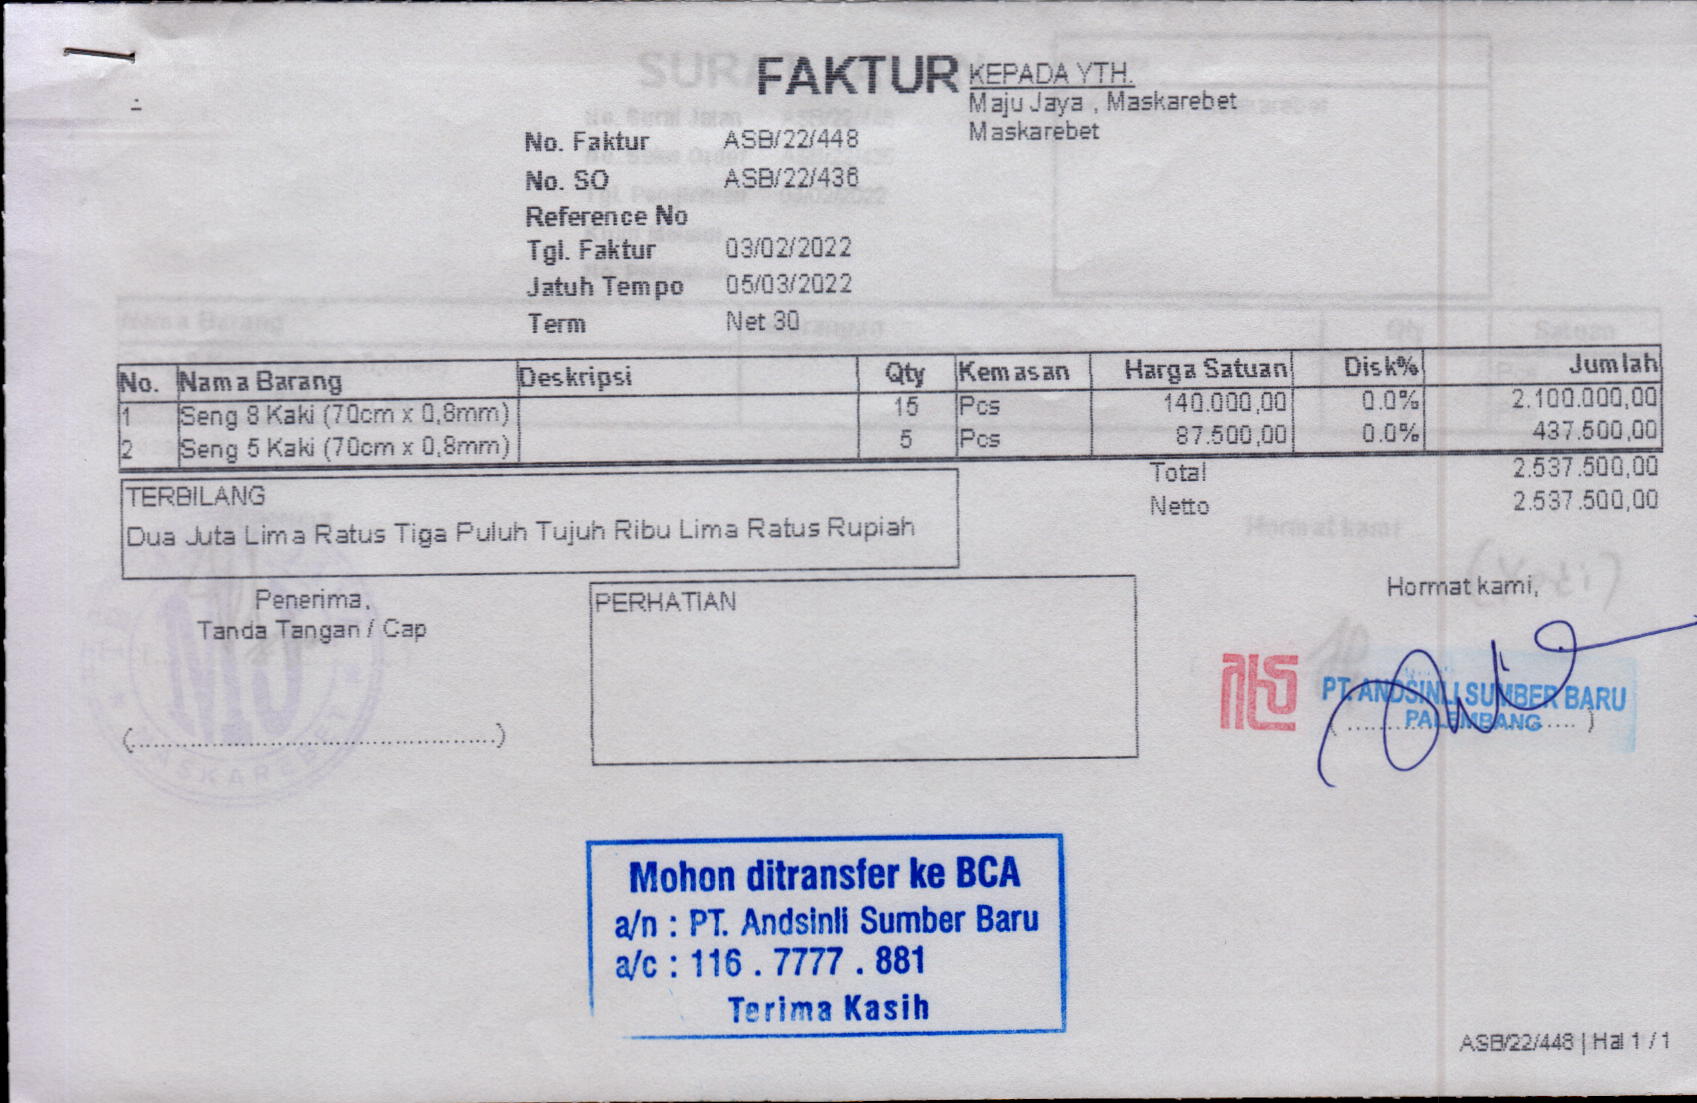 FAKTUR
KEPADA YTH.
Maju Jaya , Maskarebet
Maskarebet
No. Faktur ASB/22/448
No. SO ASB/22/436
Reference No
Tgl. Faktur 03/02/2022
Jatuh Tempo 05/03/2022
Term Net 30
No. Nama Barang Deskripsi Qty Kemasan Harga Satuan Disk% Jumlah
1 Seng 8 Kaki (70cm x 0,8mm) 15 Pcs 140.000,00 0.0% 2.100.000,00
2 Seng 5 Kaki (70cm x 0,8mm) 5 Pcs 87.500,00 0.0% 437.500,00
Total 2.537.500,00
Netto 2.537.500,00
TERBILANG
Dua Juta Lima Ratus Tiga Puluh Tujuh Ribu Lima Ratus Rupiah
Penerima,
Tanda Tangan / Cap
(............................................)
PERHATIAN
Hormat kami,
PT. ANDSINLI SUMBER BARU
PALEMBANG
Mohon ditransfer ke BCA
a/n : PT. Andsinli Sumber Baru
a/c : 116 . 7777 . 881
Terima Kasih
ASB/22/448 | Hal 1 / 1